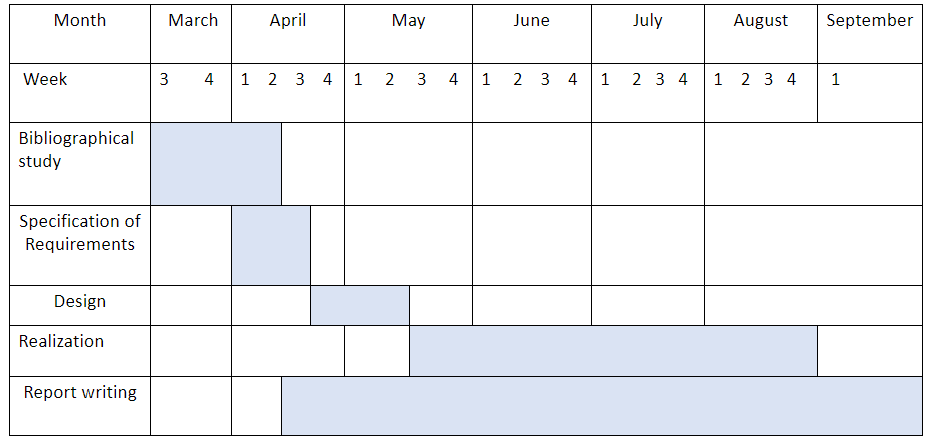 Month March April May June July August September
Week 3 4 1 2 3 4 1 2 3 4 1 2 3 4 1 2 3 4 1 2 3 4 1
Bibliographical
study
Specification of
Requirements
Design
Realization
Report writing